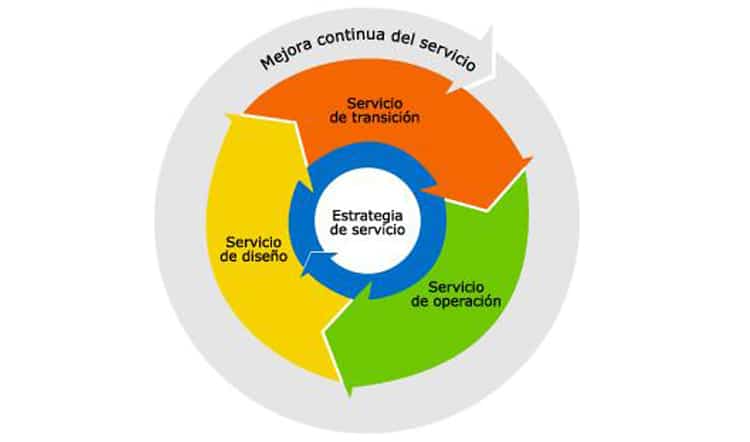 Mejora continua del servicio
Servicio
de transición
Estrategia
de servicio
Servicio
de diseño
Servicio
de operación